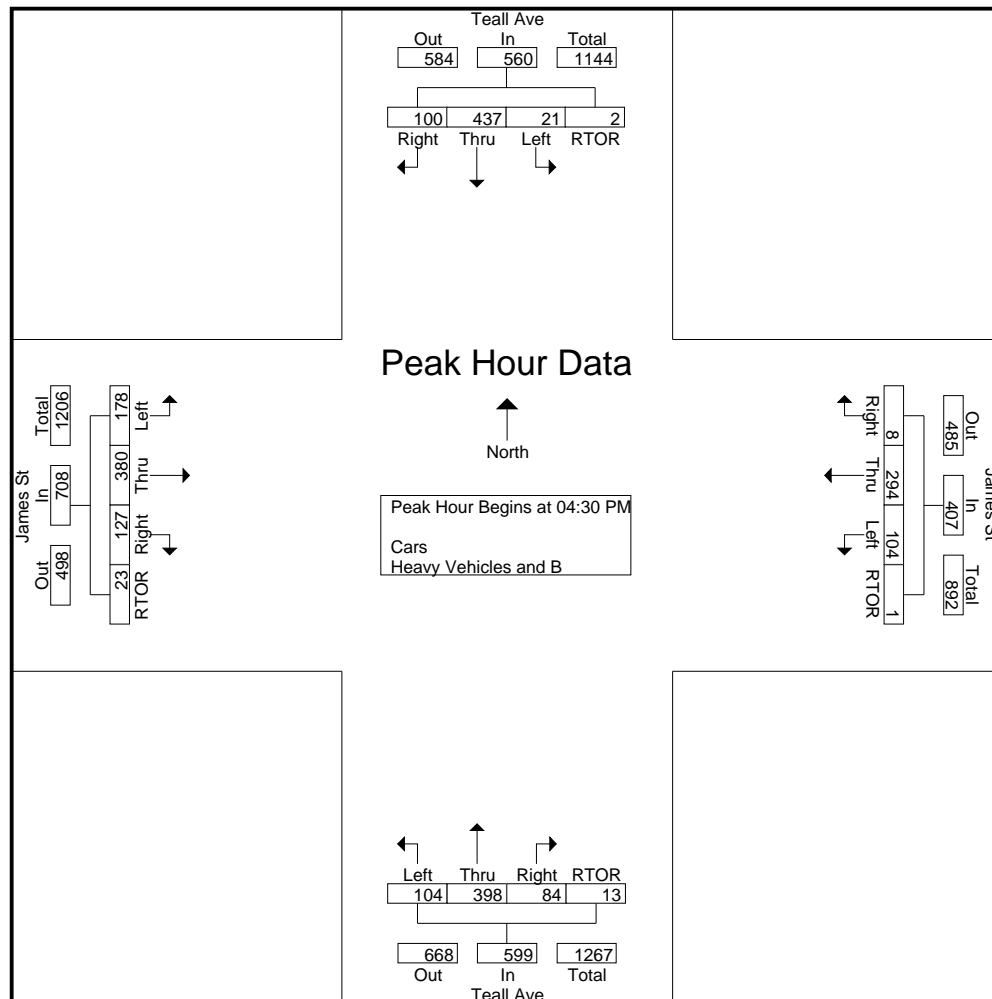 Teall Ave
Out In Total
584 560 1144
100 437 21 2
Right Thru Left RTOR
Peak Hour Data
North
Peak Hour Begins at 04:30 PM
Cars
Heavy Vehicles and B
James St
Out In Total
498 708 1206
RTOR Right Thru Left
23 127 380 178
James St
Out In Total
485 407 892
Right Thru Left RTOR
8 294 104 1
Left Thru Right RTOR
104 398 84 13
668 599 1267
Out In Total
Teall Ave